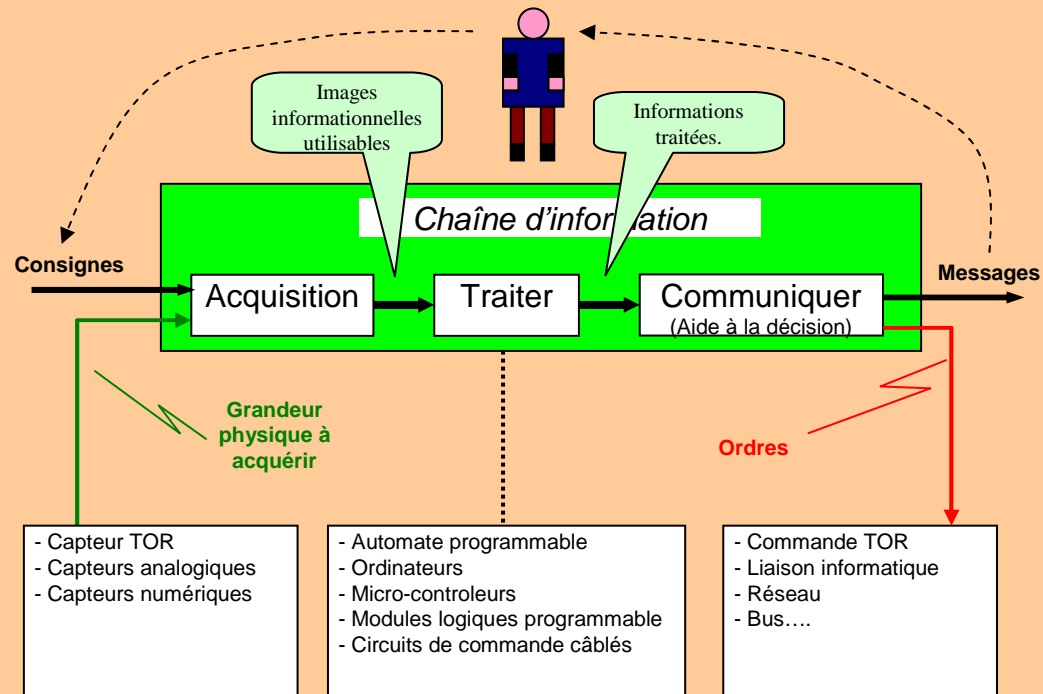 Images
informationnelles
utilisables
Informations
traitées.
Chaîne d'information
Consignes
Messages
Acquisition
Traiter
Communiquer
(Aide à la décision)
Grandeur
physique à
acquérir
Ordres
- Capteur TOR
- Capteurs analogiques
- Capteurs numériques
- Automate programmable
- Ordinateurs
- Micro-controleurs
- Modules logiques programmable
- Circuits de commande câblés
- Commande TOR
- Liaison informatique
- Réseau
- Bus….